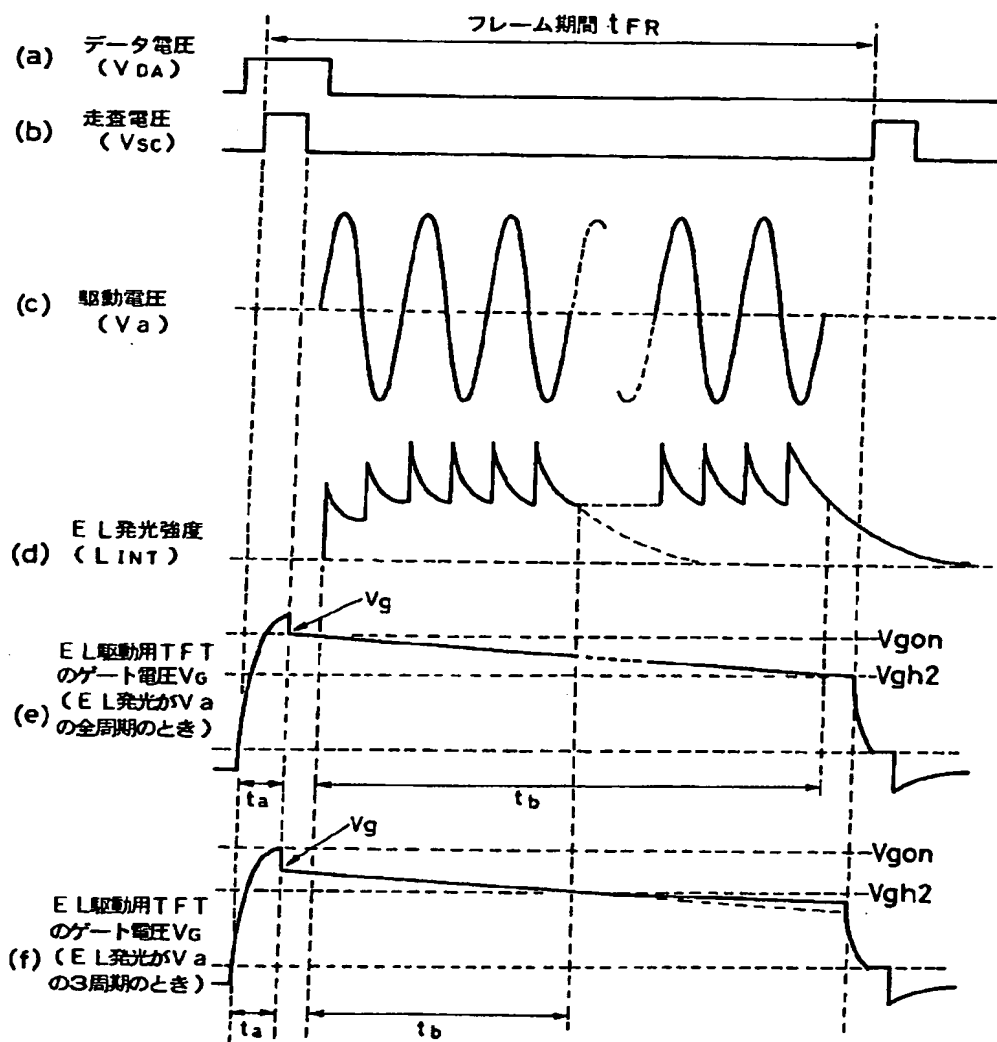 フレーム期間 tFR
(a) データ電圧
(VDA)
(b) 走査電圧
(VSC)
(c) 駆動電圧
(Va)
(d) EL発光強度
(LINT)
Vg
Vgon
Vgh2
(e) EL駆動用TFT
のゲート電圧VG
(EL発光がVa
の全周期のとき)
ta
tb
Vg
Vgon
Vgh2
(f) EL駆動用TFT
のゲート電圧VG
(EL発光がVa
の3周期のとき)
ta
tb